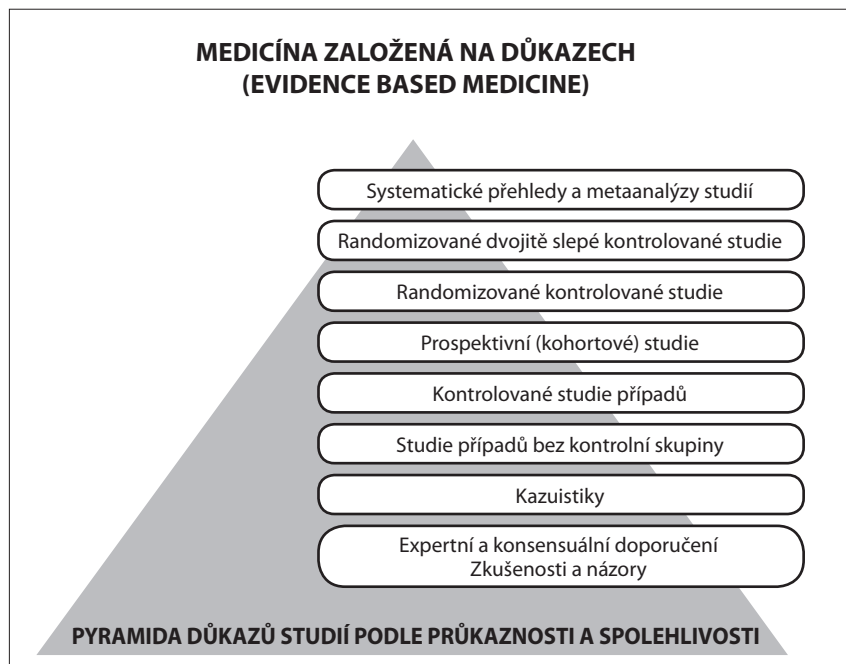 MEDICÍNA ZALOŽENÁ NA DŮKAZECH
(EVIDENCE BASED MEDICINE)
Systematické přehledy a metaanalýzy studií
Randomizované dvojitě slepé kontrolované studie
Randomizované kontrolované studie
Prospektivní (kohortové) studie
Kontrolované studie případů
Studie případů bez kontrolní skupiny
Kazuistiky
Expertní a konsensuální doporučení
Zkušenosti a názory
PYRAMIDA DŮKAZŮ STUDIÍ PODLE PRŮKAZNOSTI A SPOLEHLIVOSTI